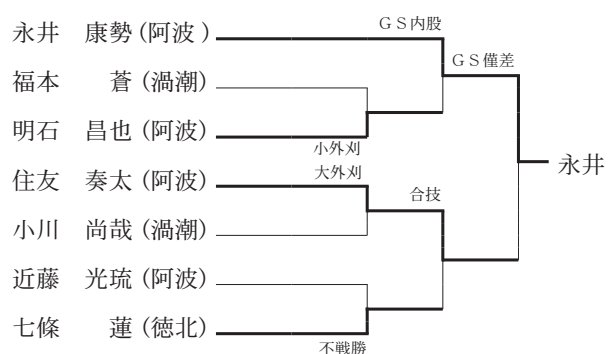 永井　康勢(阿波 )
福本　　蒼(渦潮)
明石　昌也(阿波)
住友　奏太(阿波)
小川　尚哉(渦潮)
近藤　光琉(阿波)
七條　　蓮(徳北)
ＧＳ内股
小外刈
大外刈
不戦勝
合技
ＧＳ僅差
永井